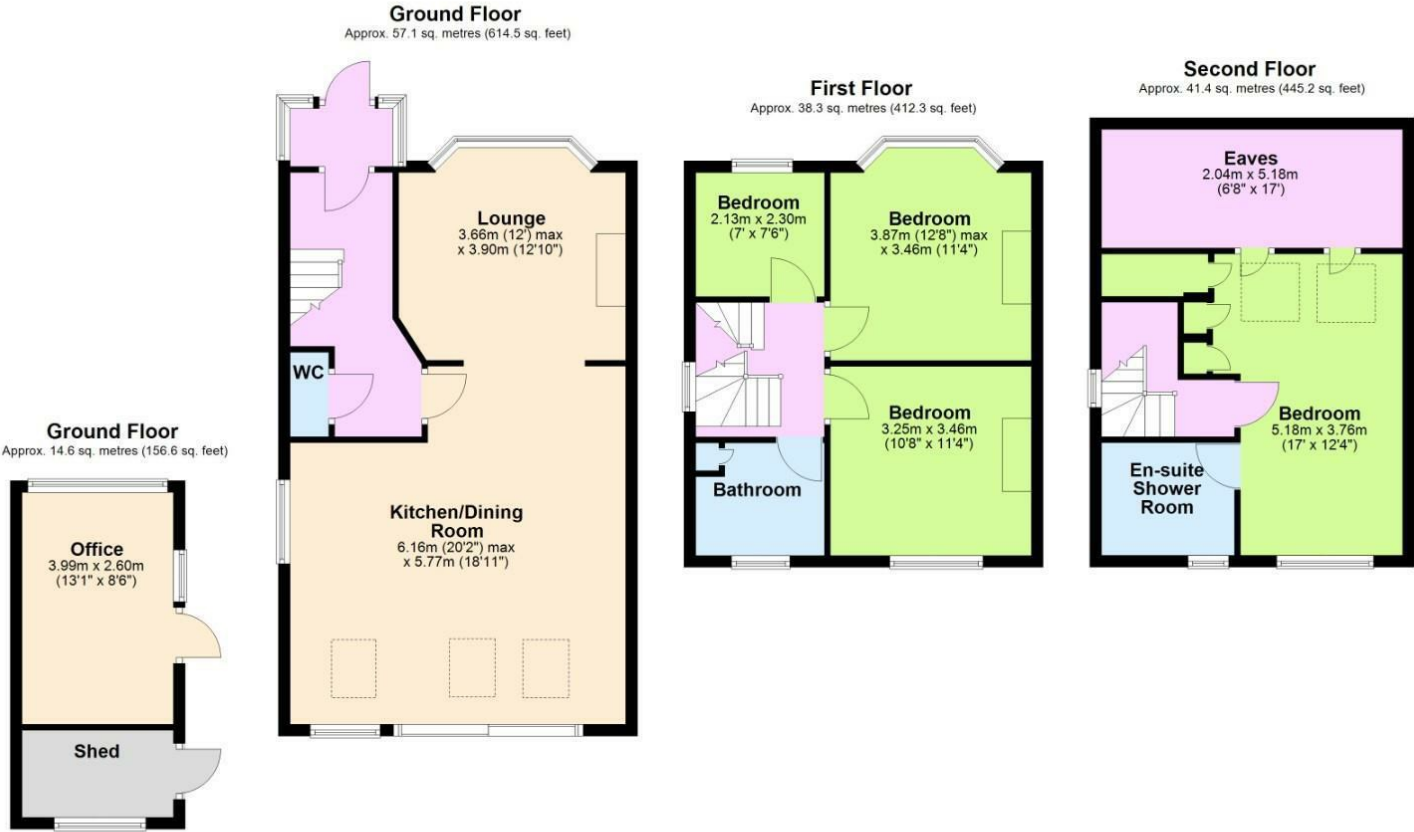 Ground Floor
Approx. 57.1 sq. metres (614.5 sq. feet)
Lounge
3.66m (12') max
x 3.90m (12'10")
WC
Kitchen/Dining
Room
6.16m (20'2") max
x 5.77m (18'11")
Ground Floor
Approx. 14.6 sq. metres (156.6 sq. feet)
Office
3.99m x 2.60m
(13'1" x 8'6")
Shed
First Floor
Approx. 38.3 sq. metres (412.3 sq. feet)
Bedroom
2.13m x 2.30m
(7' x 7'6")
Bedroom
3.87m (12'8") max
x 3.46m (11'4")
Bedroom
3.25m x 3.46m
(10'8" x 11'4")
Bathroom
Second Floor
Approx. 41.4 sq. metres (445.2 sq. feet)
Eaves
2.04m x 5.18m
(6'8" x 17')
Bedroom
5.18m x 3.76m
(17' x 12'4")
En-suite
Shower
Room